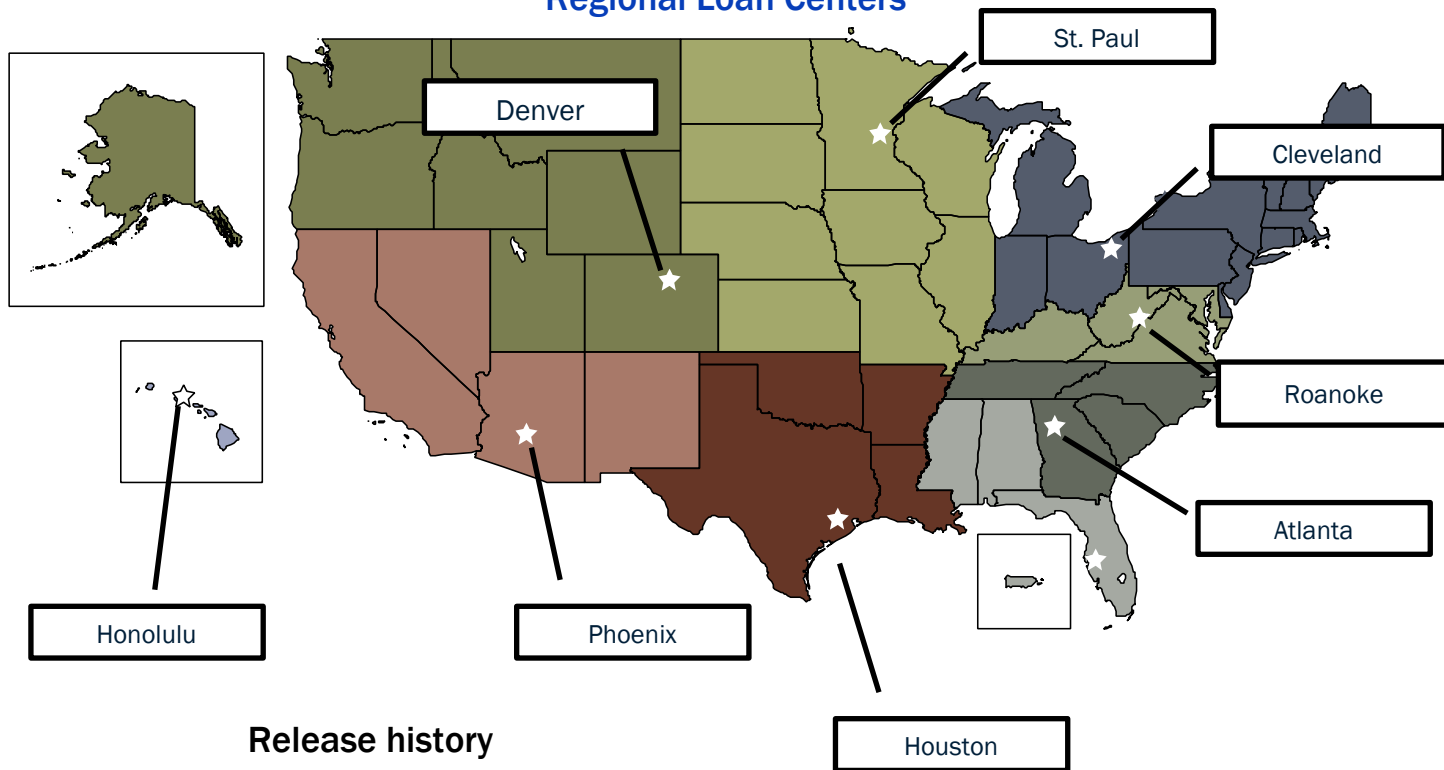 Regional Loan Centers
St. Paul
Denver
Cleveland
Roanoke
Atlanta
Honolulu
Phoenix
Houston
Release history